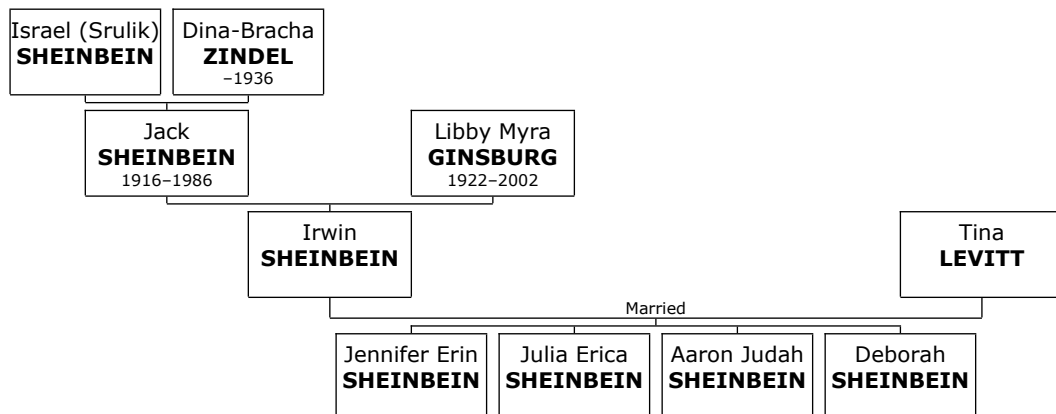 Israel (Srulik)
SHEINBEIN
Dina-Bracha
ZINDEL
–1936
Jack
SHEINBEIN
1916–1986
Libby Myra
GINSBURG
1922–2002
Irwin
SHEINBEIN
Tina
LEVITT
Married
Jennifer Erin
SHEINBEIN
Julia Erica
SHEINBEIN
Aaron Judah
SHEINBEIN
Deborah
SHEINBEIN